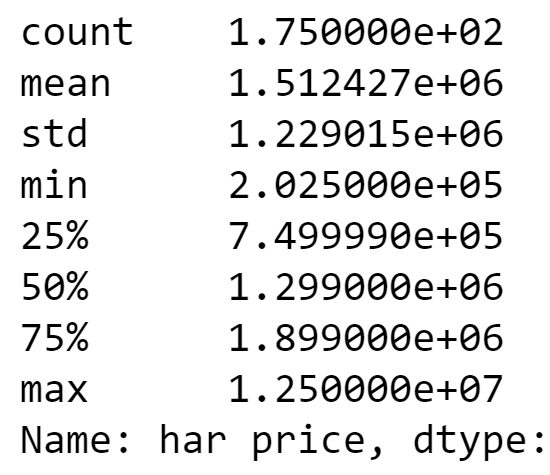 count 1.750000e+02
mean 1.512427e+06
std 1.229015e+06
min 2.025000e+05
25% 7.499990e+05
50% 1.299000e+06
75% 1.899000e+06
max 1.250000e+07
Name: har price, dtype: